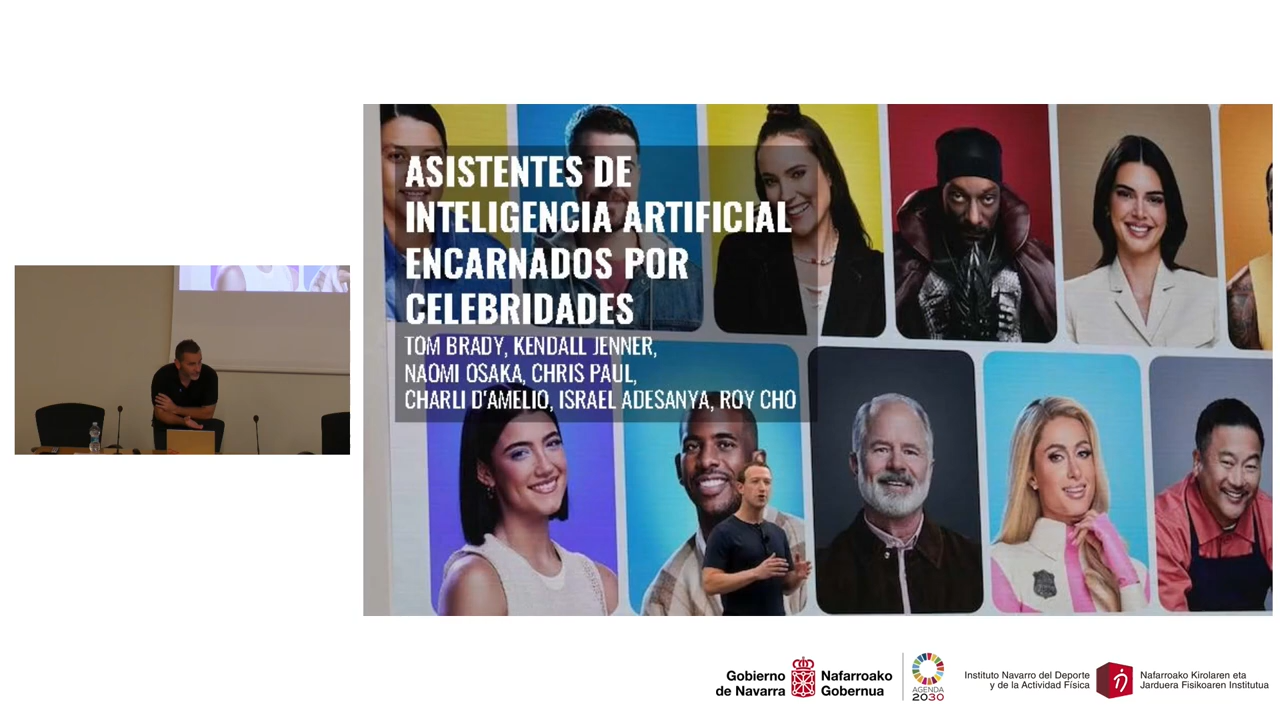 ASISTENTES DE
INTELIGENCIA ARTIFICIAL
ENCARNADOS POR
CELEBRIDADES
TOM BRADY, KENDALL JENNER,
NAOMI OSAKA, CHRIS PAUL,
CHARLI D'AMELIO, ISRAEL ADESANYA, ROY CHO
Gobierno
de Navarra
Nafarroako
Gobernua
AGENDA
2030
Instituto Navarro del Deporte
y de la Actividad Física
Nafarroako Kirolaren eta
Jarduera Fisikoaren Institutua